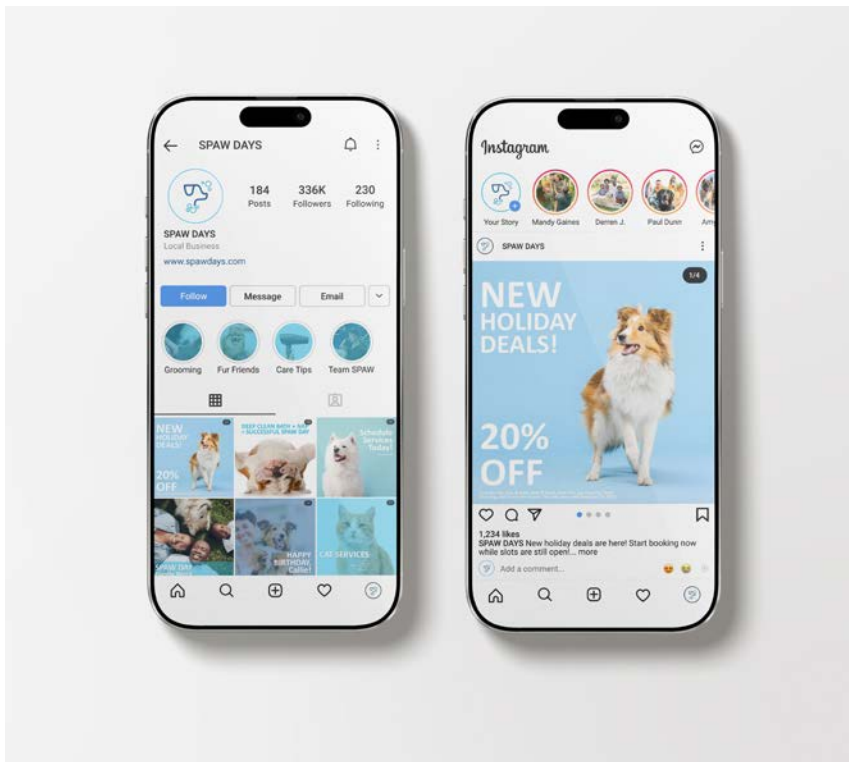 SPAW DAYS
184 336K 230
Posts Followers Following
SPAW DAYS
Local Business
www.spawdays.com
Follow Message Email
Grooming Fur Friends Care Tips Team SPAW
NEW
HOLIDAY
DEALS!
20%
OFF
DEEP CLEAN BATH + NAP
= SUCCESSFUL SPAW DAY
Schedule
Services
Today!
SPAW DAY
HAPPY
BIRTHDAY,
Callie!
CAT SERVICES
Instagram
Your Story Mandy Gaines Derren J. Paul Dunn
SPAW DAYS
1/4
NEW
HOLIDAY
DEALS!
20%
OFF
1,234 likes
SPAW DAYS New holiday deals are here! Start booking now
while slots are still open!... more
Add a comment...